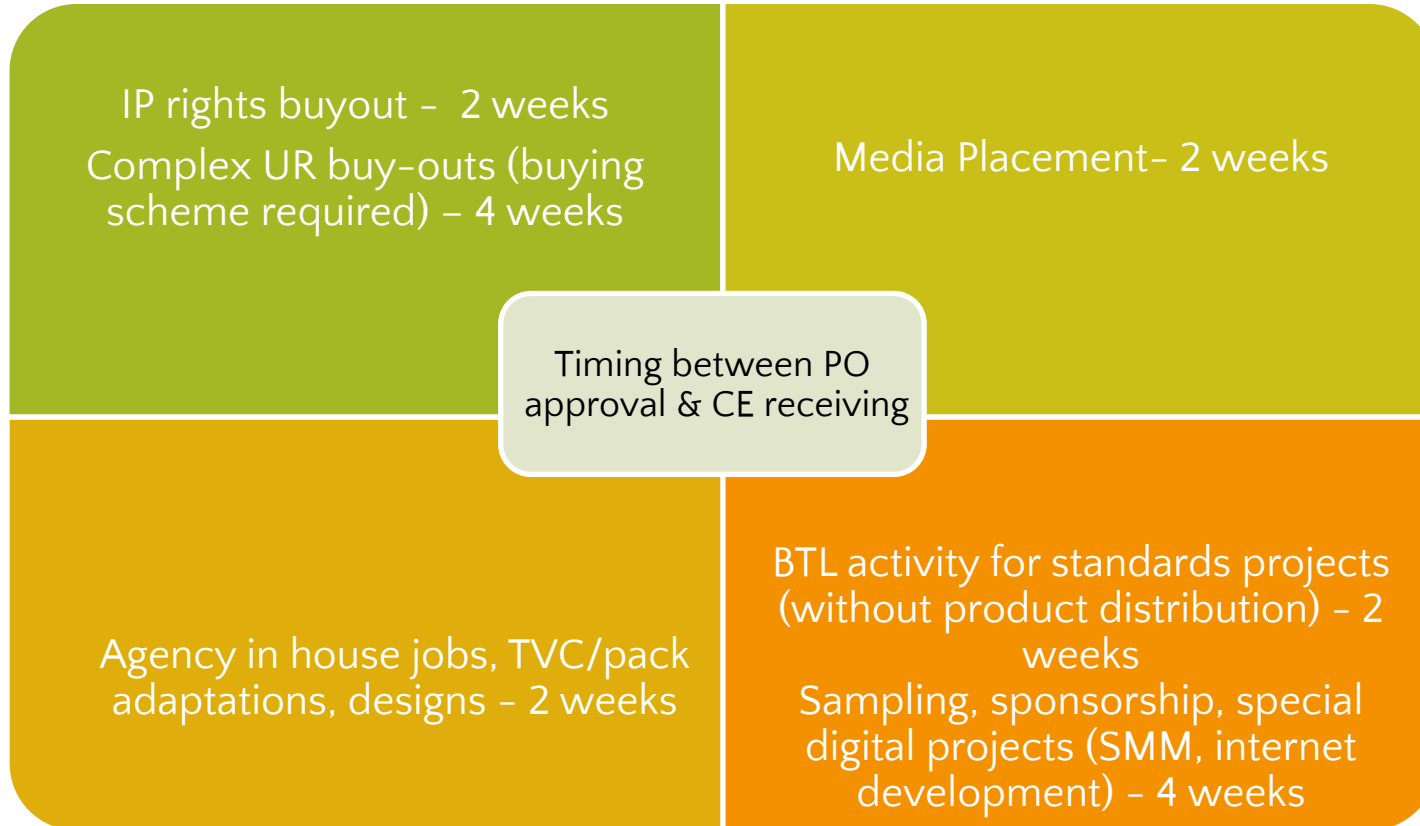 IP rights buyout - 2 weeks
Complex UR buy-outs (buying
scheme required) – 4 weeks
Media Placement- 2 weeks
Timing between PO
approval & CE receiving
Agency in house jobs, TVC/pack
adaptations, designs - 2 weeks
BTL activity for standards projects
(without product distribution) - 2
weeks
Sampling, sponsorship, special
digital projects (SMM, internet
development) - 4 weeks